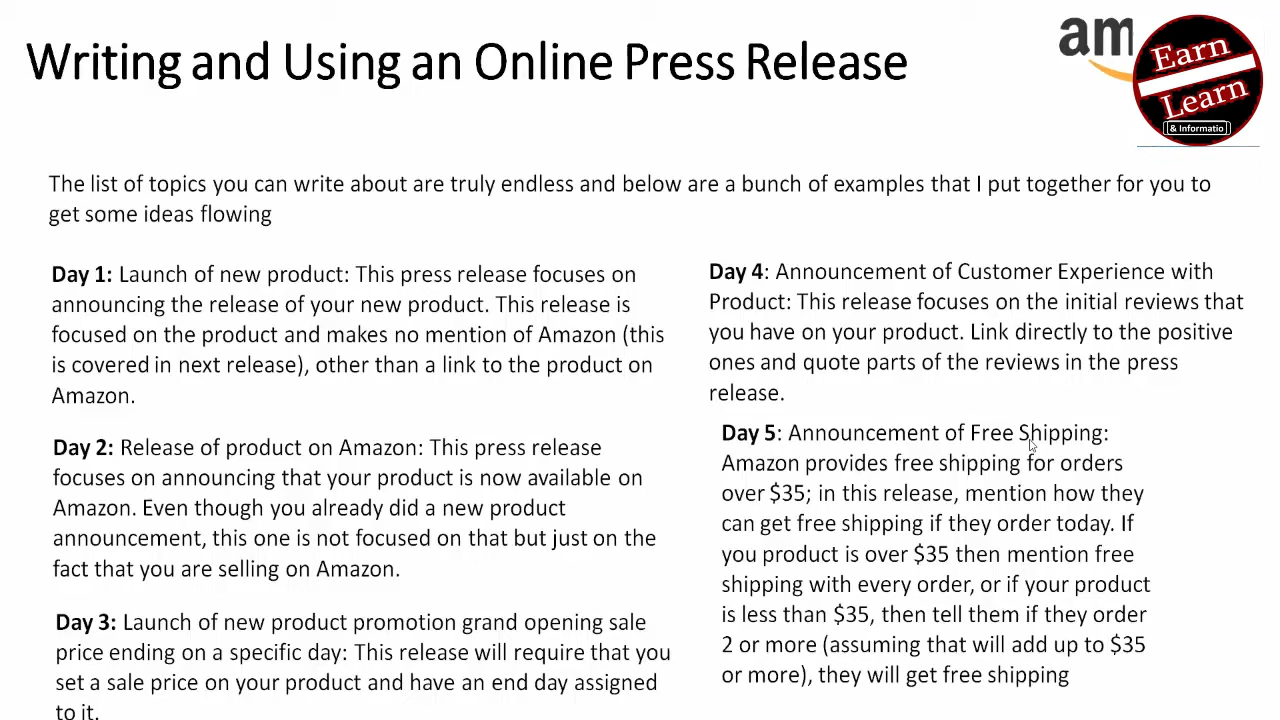 Writing and Using an Online Press Release
am
Earn
Learn
& Informatio
The list of topics you can write about are truly endless and below are a bunch of examples that I put together for you to
get some ideas flowing
Day 1: Launch of new product: This press release focuses on
announcing the release of your new product. This release is
focused on the product and makes no mention of Amazon (this
is covered in next release), other than a link to the product on
Amazon.
Day 2: Release of product on Amazon: This press release
focuses on announcing that your product is now available on
Amazon. Even though you already did a new product
announcement, this one is not focused on that but just on the
fact that you are selling on Amazon.
Day 3: Launch of new product promotion grand opening sale
price ending on a specific day: This release will require that you
set a sale price on your product and have an end day assigned
to it.
Day 4: Announcement of Customer Experience with
Product: This release focuses on the initial reviews that
you have on your product. Link directly to the positive
ones and quote parts of the reviews in the press
release.
Day 5: Announcement of Free Shipping:
Amazon provides free shipping for orders
over $35; in this release, mention how they
can get free shipping if they order today. If
you product is over $35 then mention free
shipping with every order, or if your product
is less than $35, then tell them if they order
2 or more (assuming that will add up to $35
or more), they will get free shipping